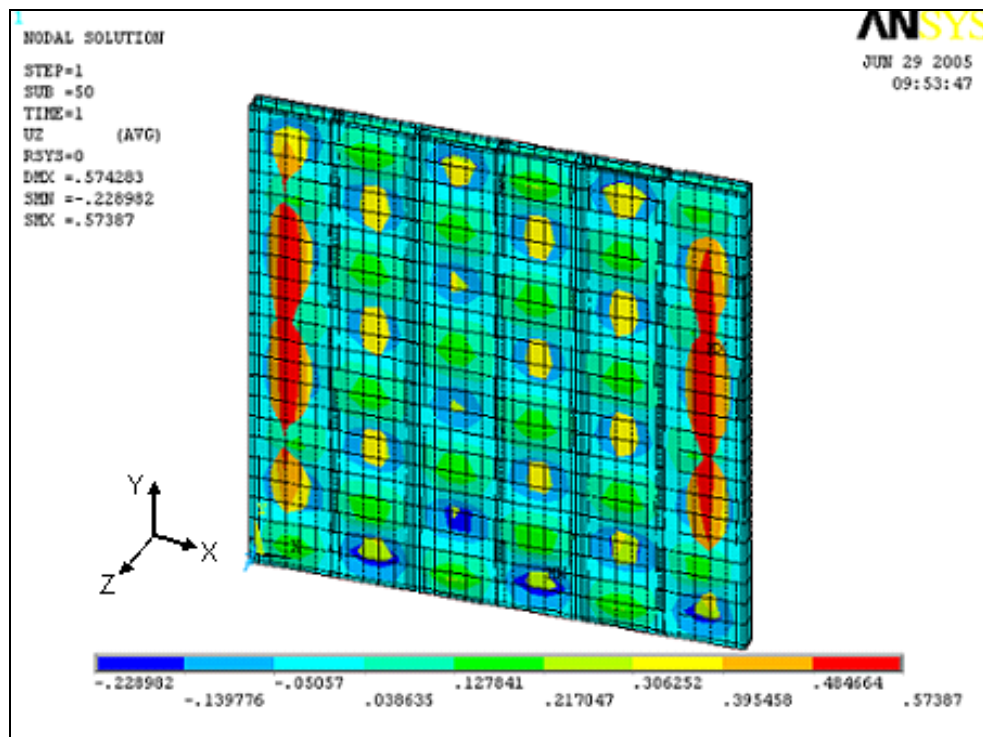 1
NODAL SOLUTION
STEP=1
SUB =50
TIME=1
UZ (AVG)
RSYS=0
DMX =.574283
SMN =-.228982
SMX =.57387
ANSYS
JUN 29 2005
09:53:47
Y
X
Z
-.228982 -.05057 .127841 .306252 .484664
-.139776 .038635 .217047 .395458 .57387